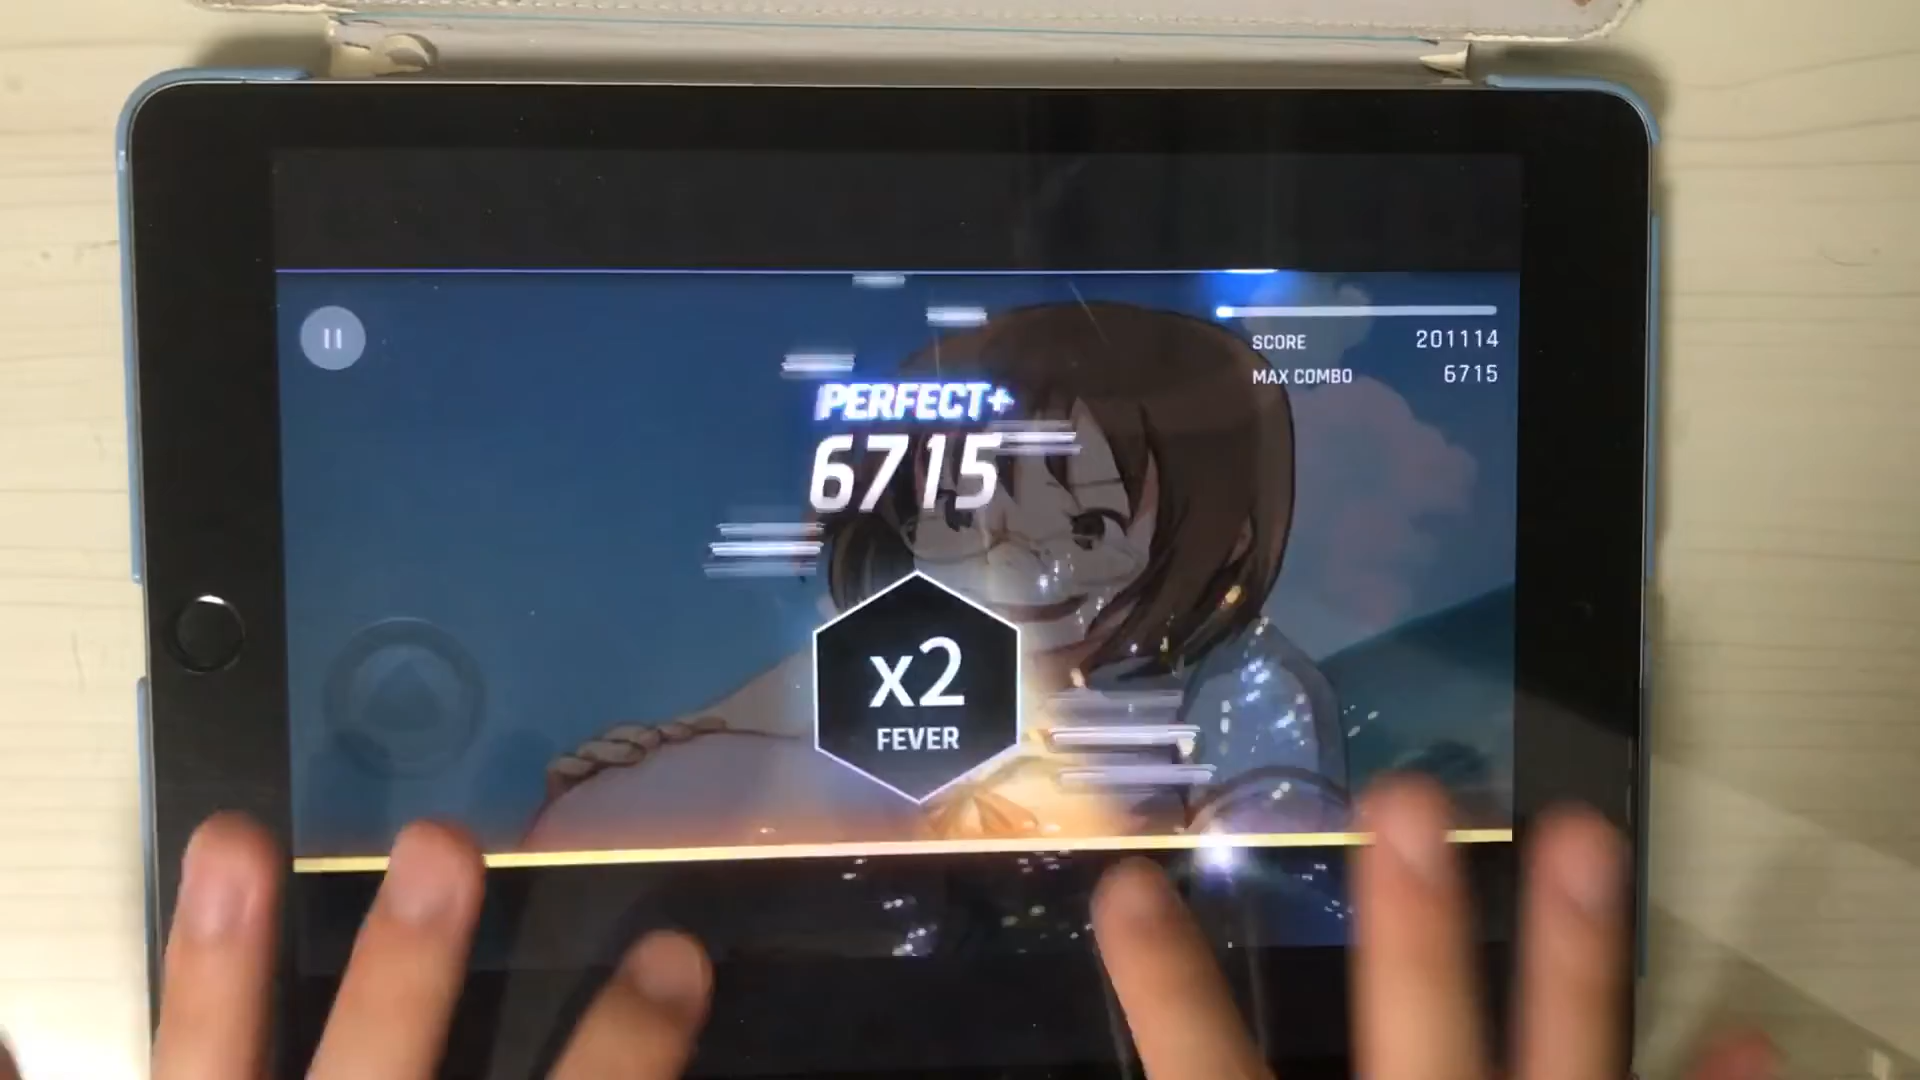 SCORE 201114
MAX COMBO 6715
PERFECT+
6715
x2
FEVER